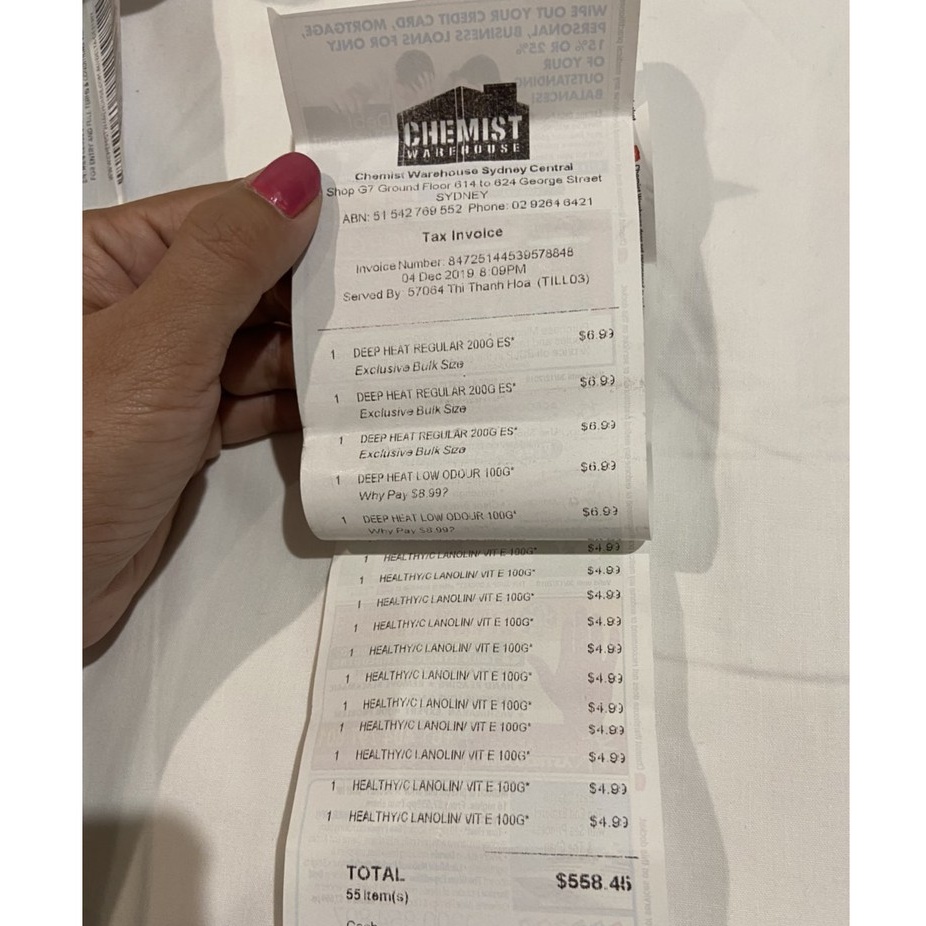 CHEMIST
WAREHOUSE
Chemist Warehouse Sydney Central
Shop G7 Ground Floor 614 to 624 George Street
SYDNEY
ABN: 51 542 769 552 Phone: 02 9264 6421
Tax Invoice
Invoice Number: 84725144539578848
04 Dec 2019 8:09PM
Served By: 57064 Thi Thanh Hoa (TILL03)
1 DEEP HEAT REGULAR 200G ES* $6.99
Exclusive Bulk Size
1 DEEP HEAT REGULAR 200G ES* $6.99
Exclusive Bulk Size
1 DEEP HEAT REGULAR 200G ES* $6.99
Exclusive Bulk Size
1 DEEP HEAT LOW ODOUR 100G* $6.99
Why Pay $8.99?
1 DEEP HEAT LOW ODOUR 100G* $6.99
Why Pay $8.99?
1 HEALTHY/C LANOLIN/ VIT E 100G* $4.99
1 HEALTHY/C LANOLIN/ VIT E 100G* $4.99
1 HEALTHY/C LANOLIN/ VIT E 100G* $4.99
1 HEALTHY/C LANOLIN/ VIT E 100G* $4.99
1 HEALTHY/C LANOLIN/ VIT E 100G* $4.99
1 HEALTHY/C LANOLIN/ VIT E 100G* $4.99
1 HEALTHY/C LANOLIN/ VIT E 100G* $4.99
1 HEALTHY/C LANOLIN/ VIT E 100G* $4.99
1 HEALTHY/C LANOLIN/ VIT E 100G* $4.99
1 HEALTHY/C LANOLIN/ VIT E 100G* $4.99
1 HEALTHY/C LANOLIN/ VIT E 100G* $4.99
TOTAL $558.45
55 Item(s)
WIPE OUT YOUR CREDIT CARD, MORTGAGE,
PERSONAL, BUSINESS LOANS FOR ONLY
15% OR 25%
OF YOUR
OUTSTANDING
BALANCES!